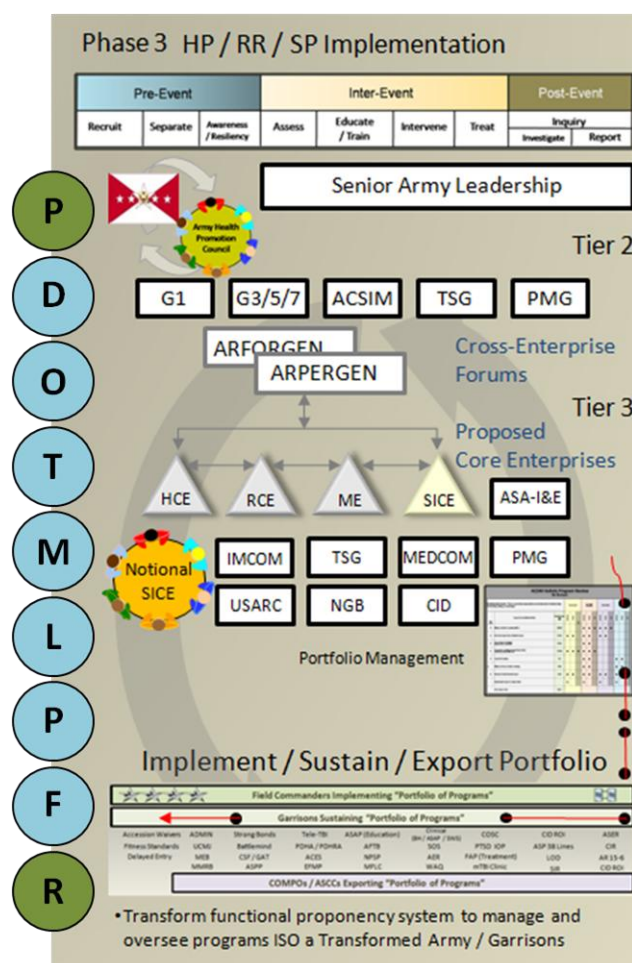 Phase 3 HP / RR / SP Implementation
Pre-Event
Inter-Event
Post-Event
Recruit
Separate
Awareness
/ Resiliency
Assess
Educate
/ Train
Intervene
Treat
Inquiry
Investigate
Report
P
Senior Army Leadership
Army Health
Promotion
Council
Tier 2
D
G1
G3/5/7
ACSIM
TSG
PMG
O
ARFORGEN
ARPERGEN
Cross-Enterprise
Forums
Tier 3
T
Proposed
Core Enterprises
HCE
RCE
ME
SICE
ASA-I&E
M
Notional
SICE
IMCOM
TSG
MEDCOM
PMG
USARC
NGB
CID
L
Portfolio Management
P
Implement / Sustain / Export Portfolio
F
Field Commanders Implementing "Portfolio of Programs"
Garrisons Sustaining "Portfolio of Programs"
Accession Waivers
ADMIN
Strong Bonds
Tele-TBI
ASAP (Education)
Clinical
COSC
CID ROI
ASER
Fitness Standards
UCMJ
CSF / GAT
PDHA / PDHRA
APTB
SOS
PTSD IOP
ASP 38 Lines
CIR
Delayed Entry
MEB
ASPP
ACES
NPSP
AER
FAP (Treatment)
LOD
AR 15-6
MMRB
EFMP
MFLC
WAQ
mTBI Clinic
SIR
CID ROI
R
COMPOs / ASCCs Exporting "Portfolio of Programs"
•Transform functional proponency system to manage and
oversee programs ISO a Transformed Army / Garrisons